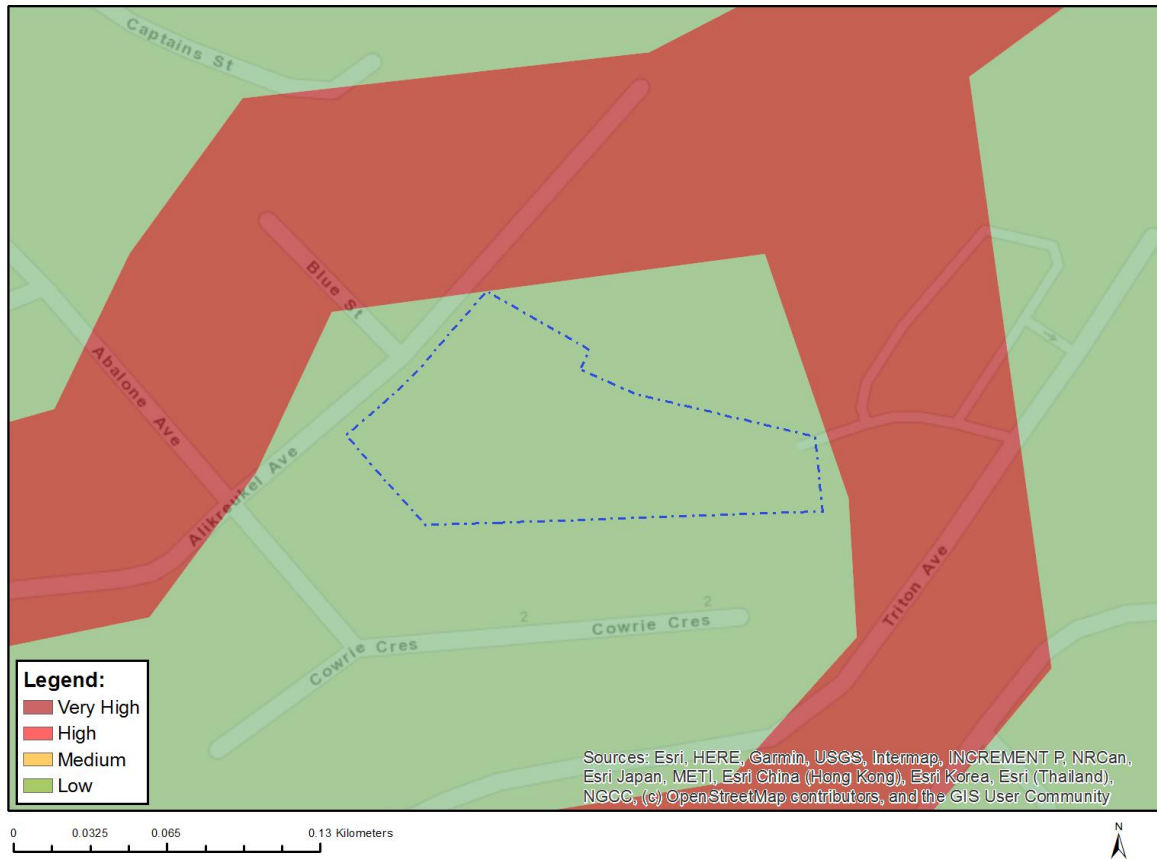 Captains St
Blue St
Abalone Ave
Alikreukel Ave
Triton Ave
2
2
Cowrie Cres
Cowrie Cres
Legend:
Very High
High
Medium
Low
Sources: Esri, HERE, Garmin, USGS, Intermap, INCREMENT P, NRCan,
Esri Japan, METI, Esri China (Hong Kong), Esri Korea, Esri (Thailand),
NGCC, (c) OpenStreetMap contributors, and the GIS User Community
0 0.0325 0.065 0.13 Kilometers
N